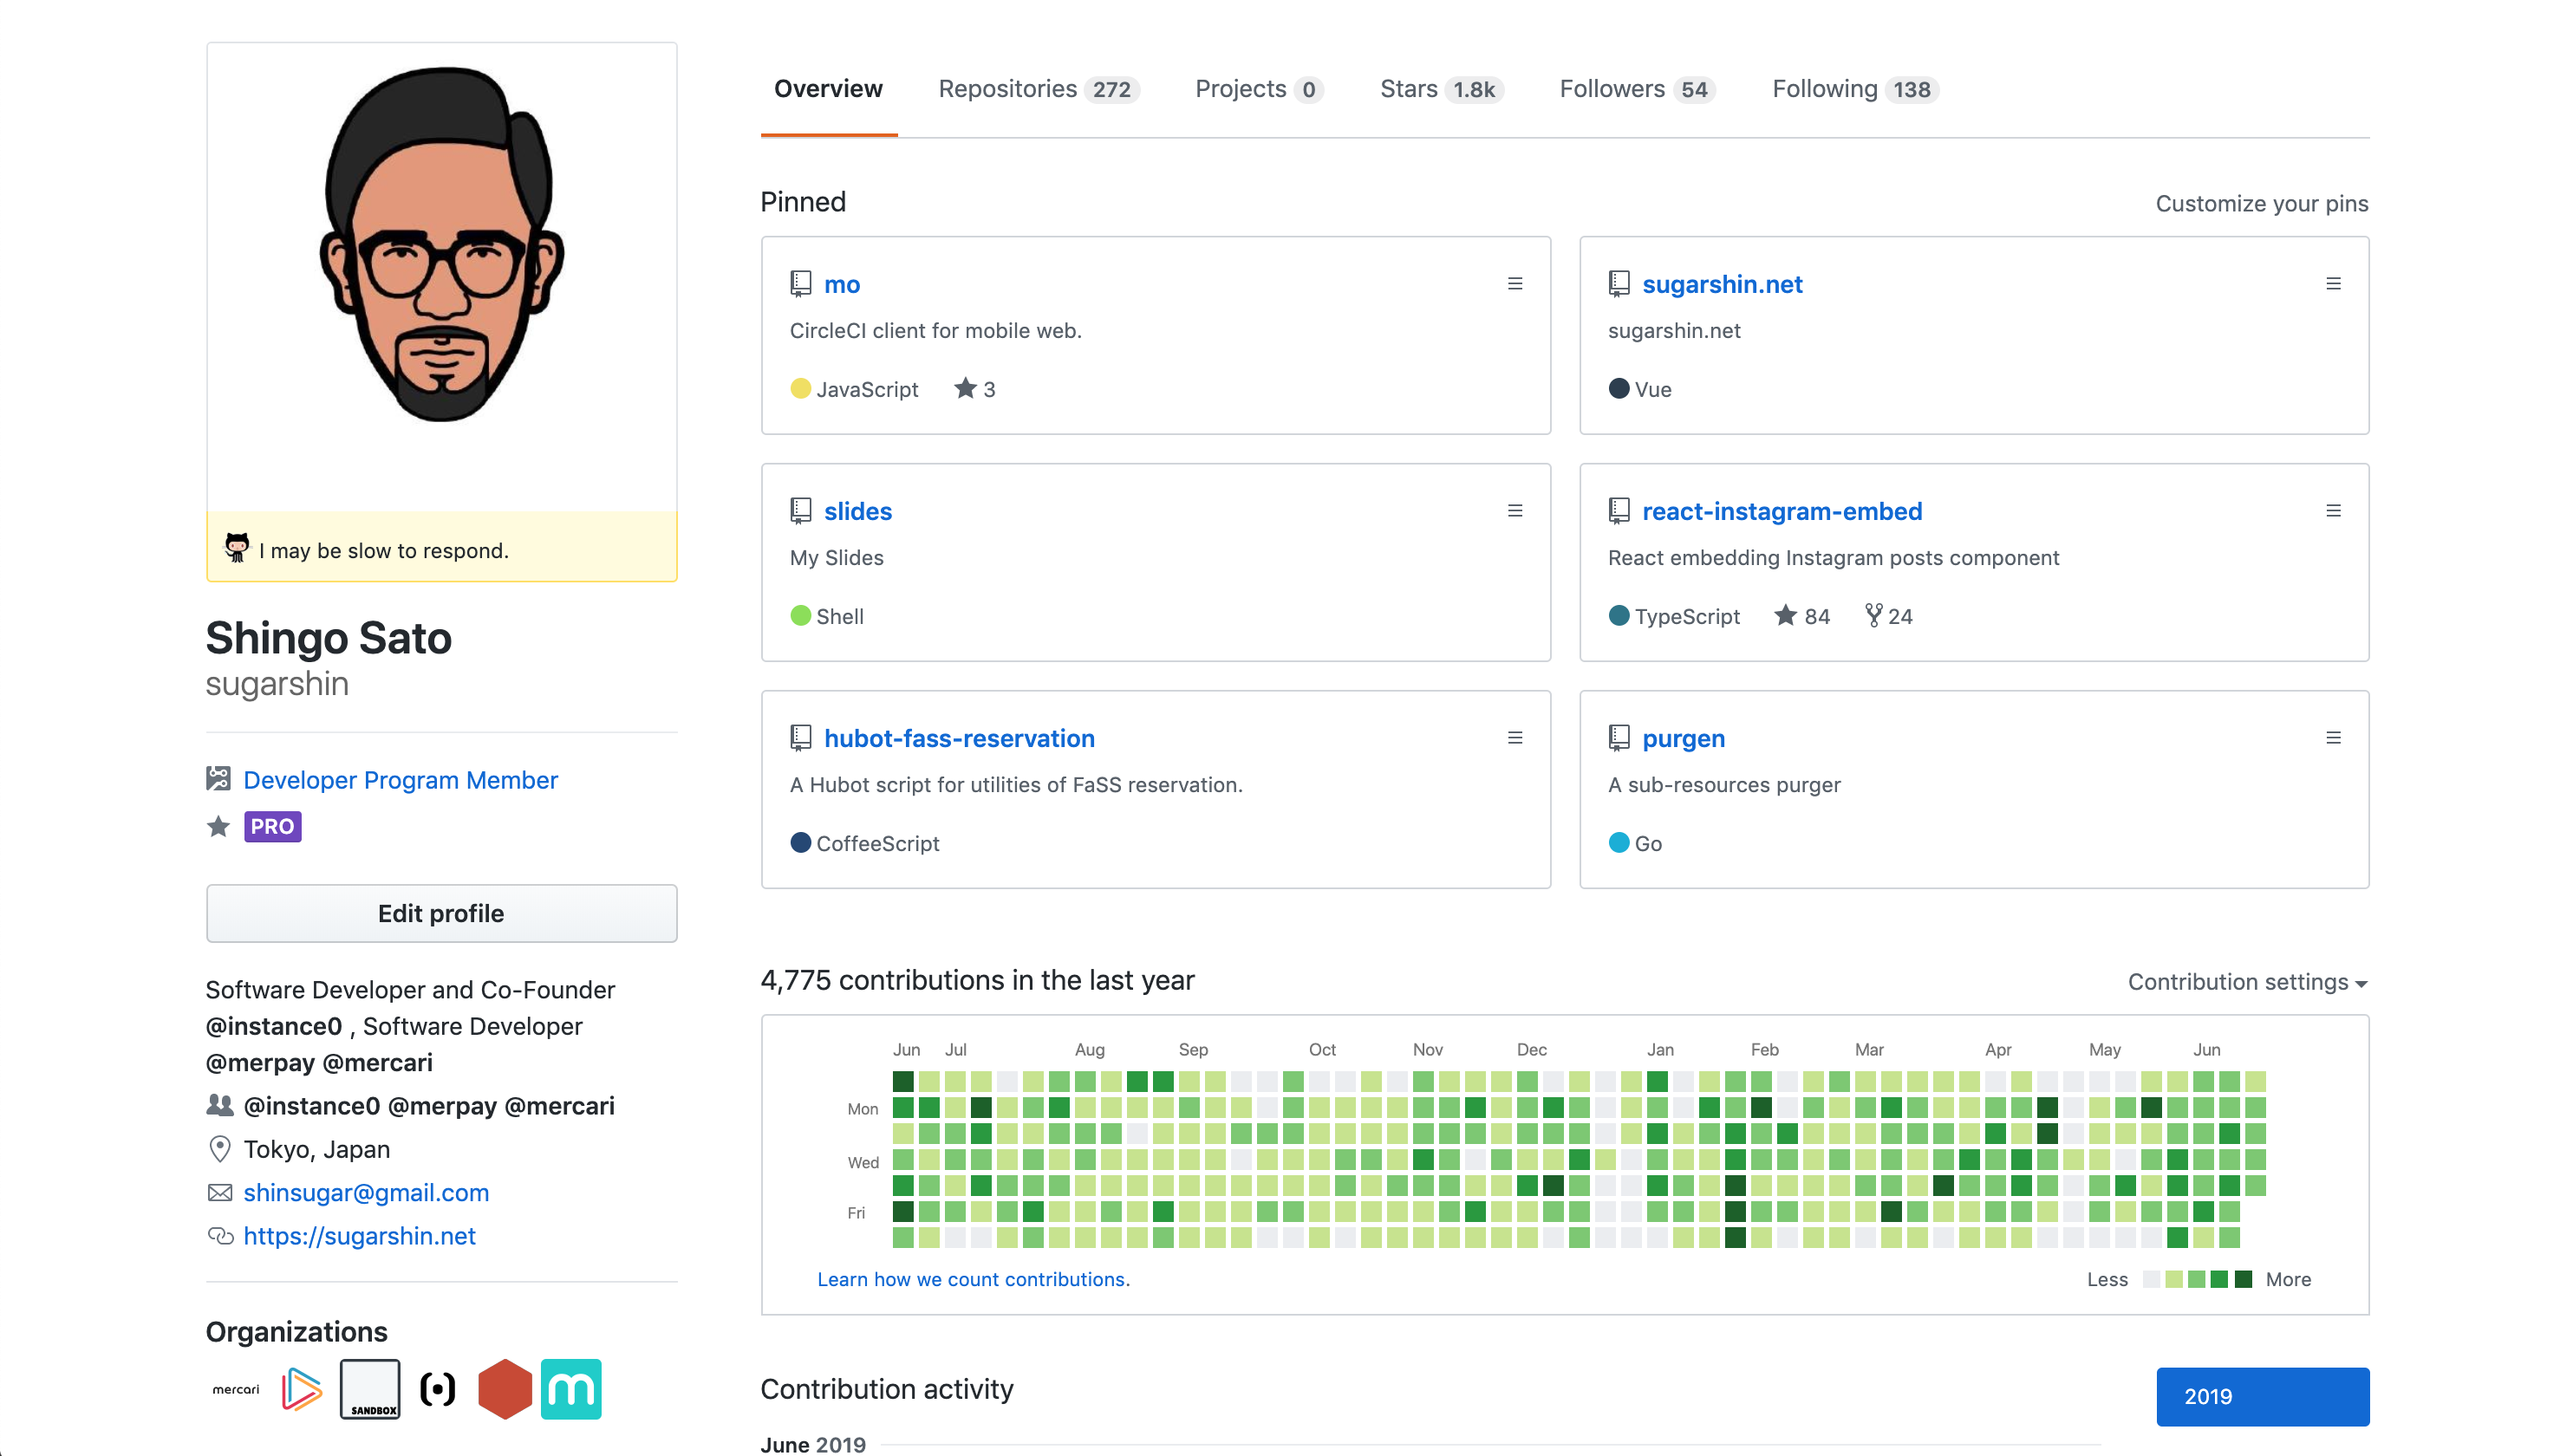 Overview Repositories 272 Projects 0 Stars 1.8k Followers 54 Following 138
I may be slow to respond.
Shingo Sato
sugarshin
Developer Program Member
PRO
Edit profile
Software Developer and Co-Founder
@instance0 , Software Developer
@merpay @mercari
@instance0 @merpay @mercari
Tokyo, Japan
shinsugar@gmail.com
https://sugarshin.net
Organizations
mercari
SANDBOX
m
Pinned
Customize your pins
mo
CircleCI client for mobile web.
JavaScript 3
sugarshin.net
sugarshin.net
Vue
slides
My Slides
Shell
react-instagram-embed
React embedding Instagram posts component
TypeScript 84 24
hubot-fass-reservation
A Hubot script for utilities of FaSS reservation.
CoffeeScript
purgen
A sub-resources purger
Go
4,775 contributions in the last year
Contribution settings
Jun Jul Aug Sep Oct Nov Dec Jan Feb Mar Apr May Jun
Mon
Wed
Fri
Learn how we count contributions.
Less More
Contribution activity
2019
June 2019